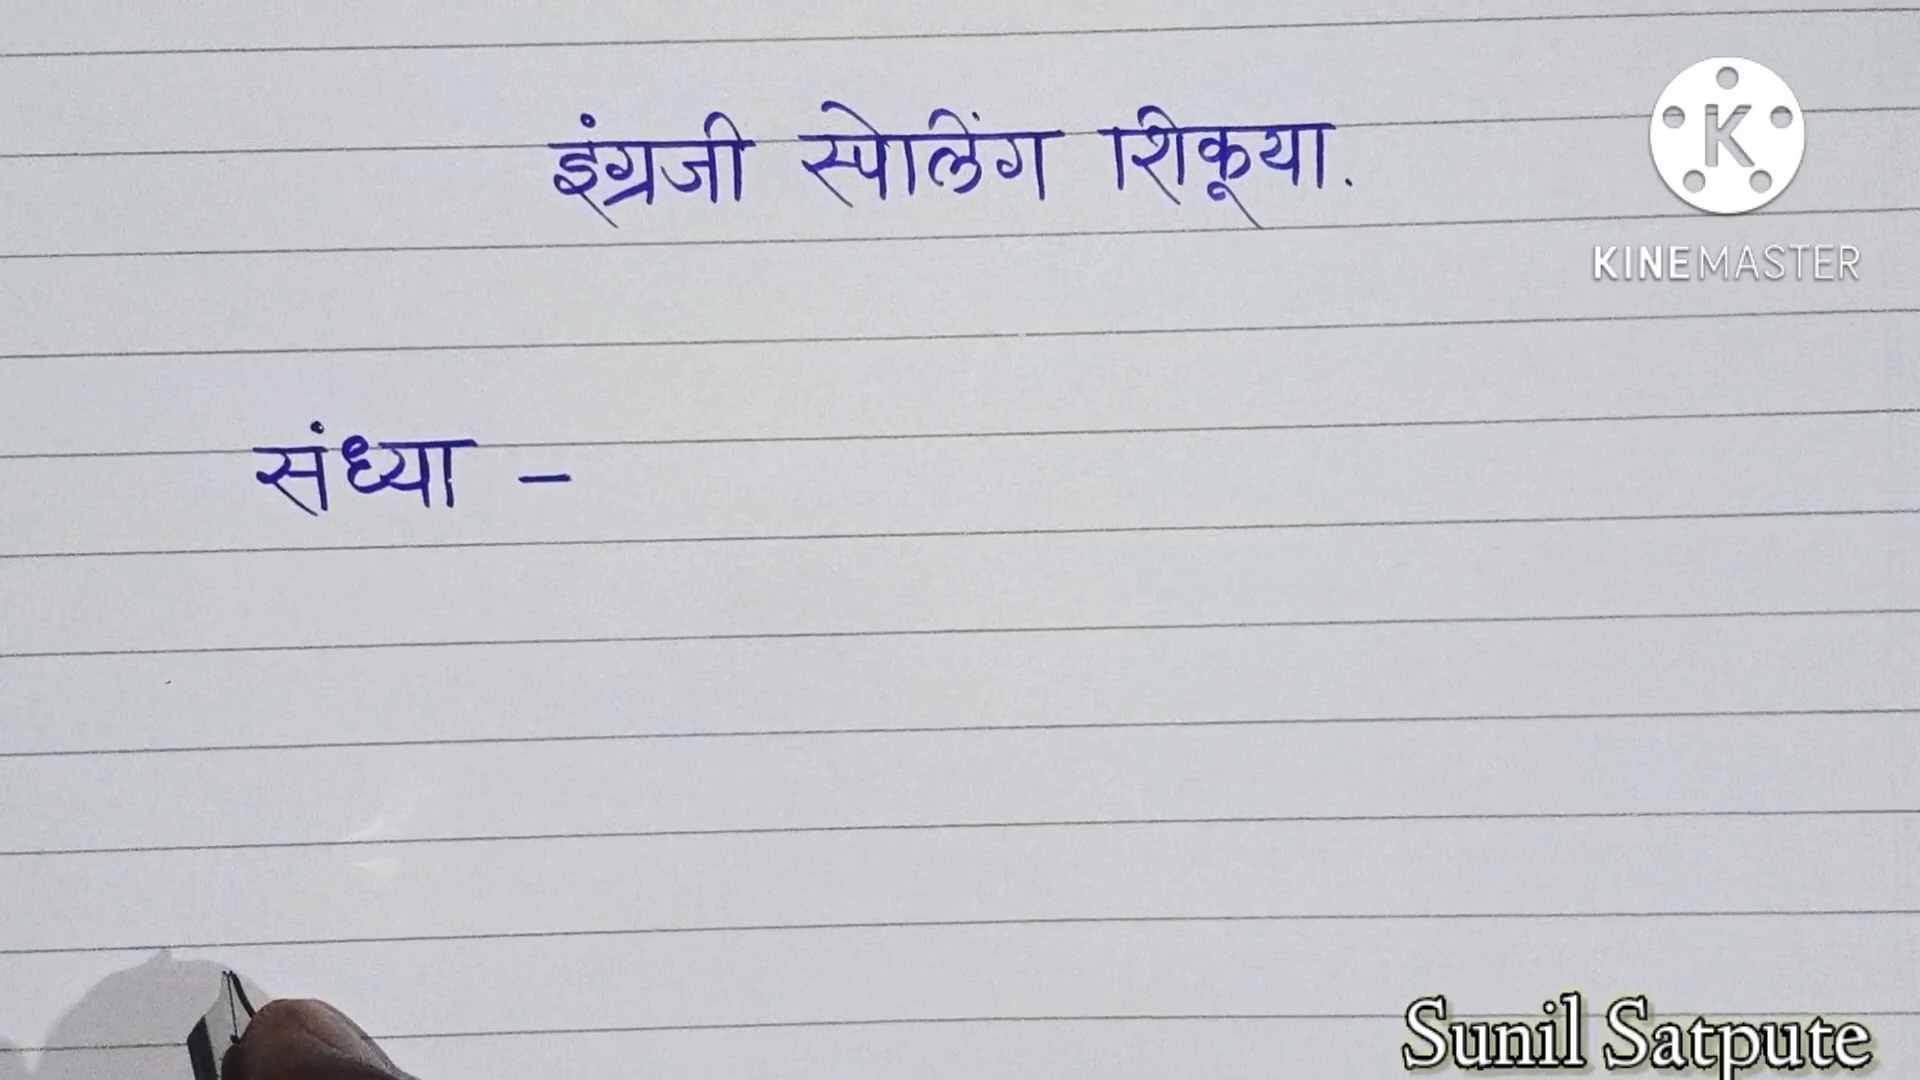 इंग्रजी स्पेलिंग शिकूया.
KINEMASTER
संध्या -
Sunil Satpute